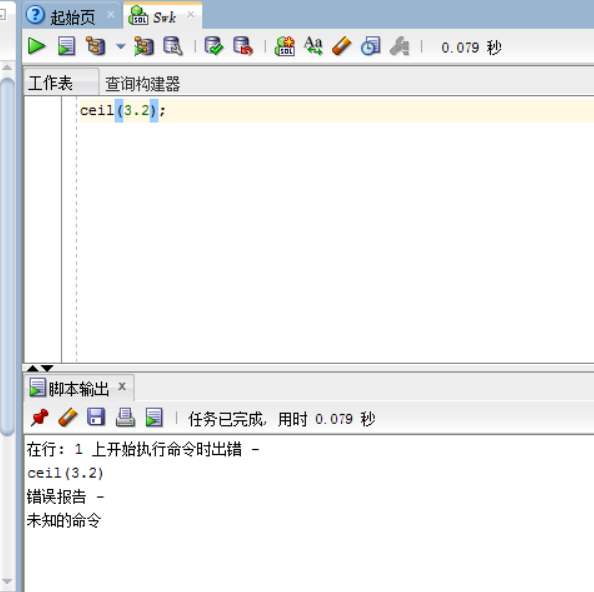 起始页
Swk
0.079 秒
工作表 查询构建器
ceil(3.2);
脚本输出
任务已完成, 用时 0.079 秒
在行: 1 上开始执行命令时出错 -
ceil(3.2)
错误报告 -
未知的命令